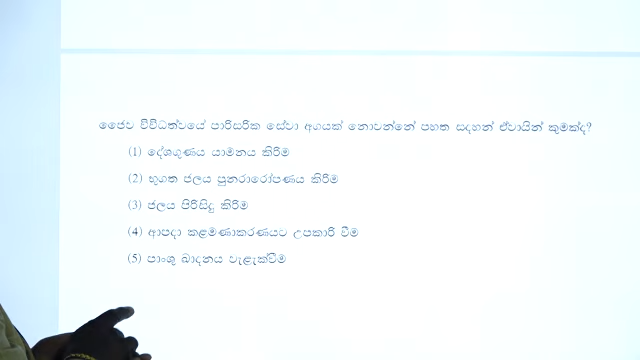 ජෛව විවිධත්වයේ පාරිසරික සේවා අගයක් නොවන්නේ පහත සදහන් ඒවායින් කුමක්ද?
(1) දේශගුණය යාමනය කිරීම
(2) භූගත ජලය පුනරාරෝපණය කිරීම
(3) ජලය පිරිසිදු කිරීම
(4) ආපදා කළමණාකරණයට උපකාරී වීම
(5) පාංශු ඛාදනය වැළැක්වීම